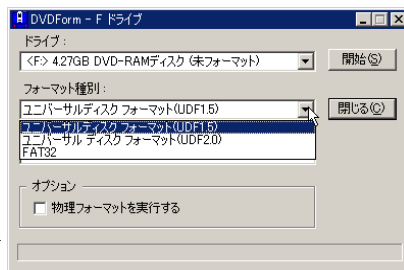 DVDForm - F ドライブ
ドライブ :
<F:> 4.27GB DVD-RAMディスク (未フォーマット)
開始(S)
フォーマット種別 :
ユニバーサルディスク フォーマット(UDF1.5)
閉じる(C)
ユニバーサルディスク フォーマット(UDF1.5)
ユニバーサル ディスク フォーマット(UDF2.0)
FAT32
オプション
物理フォーマットを実行する